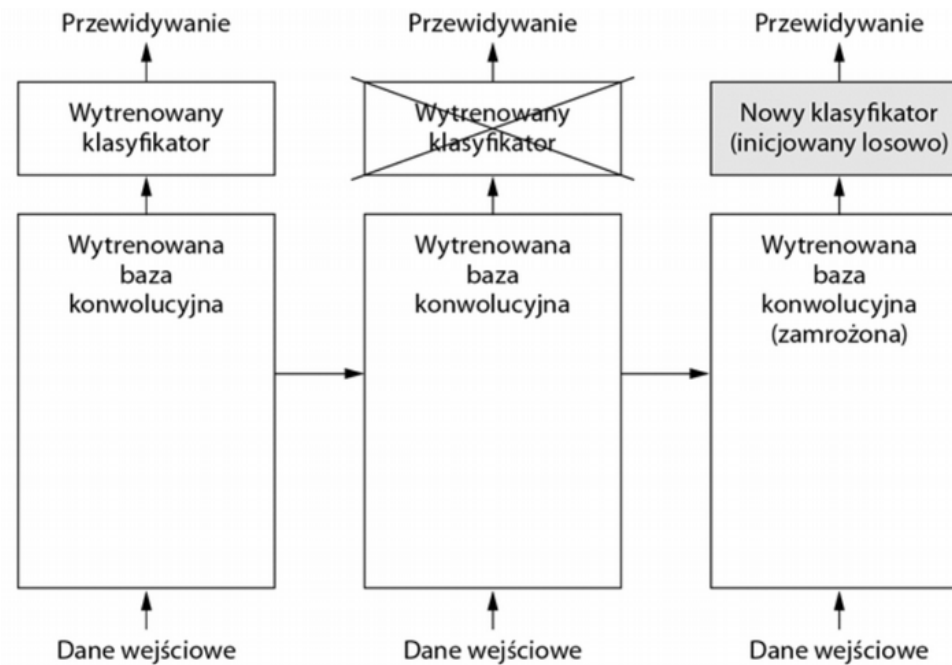 Przewidywanie
Wytrenowany
klasyfikator
Wytrenowana
baza
konwolucyjna
Dane wejściowe
Przewidywanie
Wytrenowany
klasyfikator
Wytrenowana
baza
konwolucyjna
Dane wejściowe
Przewidywanie
Nowy klasyfikator
(inicjowany losowo)
Wytrenowana
baza
konwolucyjna
(zamrożona)
Dane wejściowe